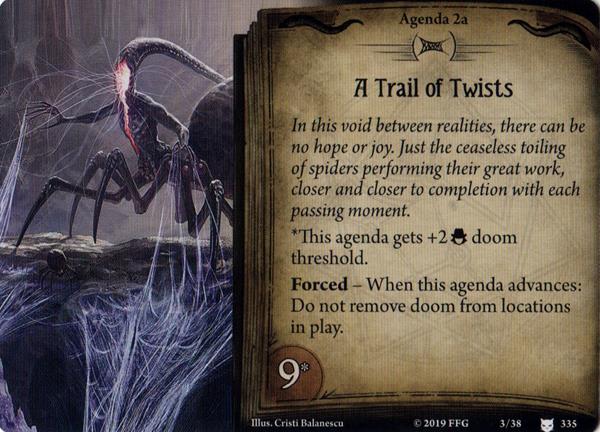 Agenda 2a
A Trail of Twists
In this void between realities, there can be
no hope or joy. Just the ceaseless toiling
of spiders performing their great work,
closer and closer to completion with each
passing moment.
*This agenda gets +2 doom
threshold.
Forced – When this agenda advances:
Do not remove doom from locations
in play.
9*
Illus. Cristi Balanescu © 2019 FFG 3/38 335